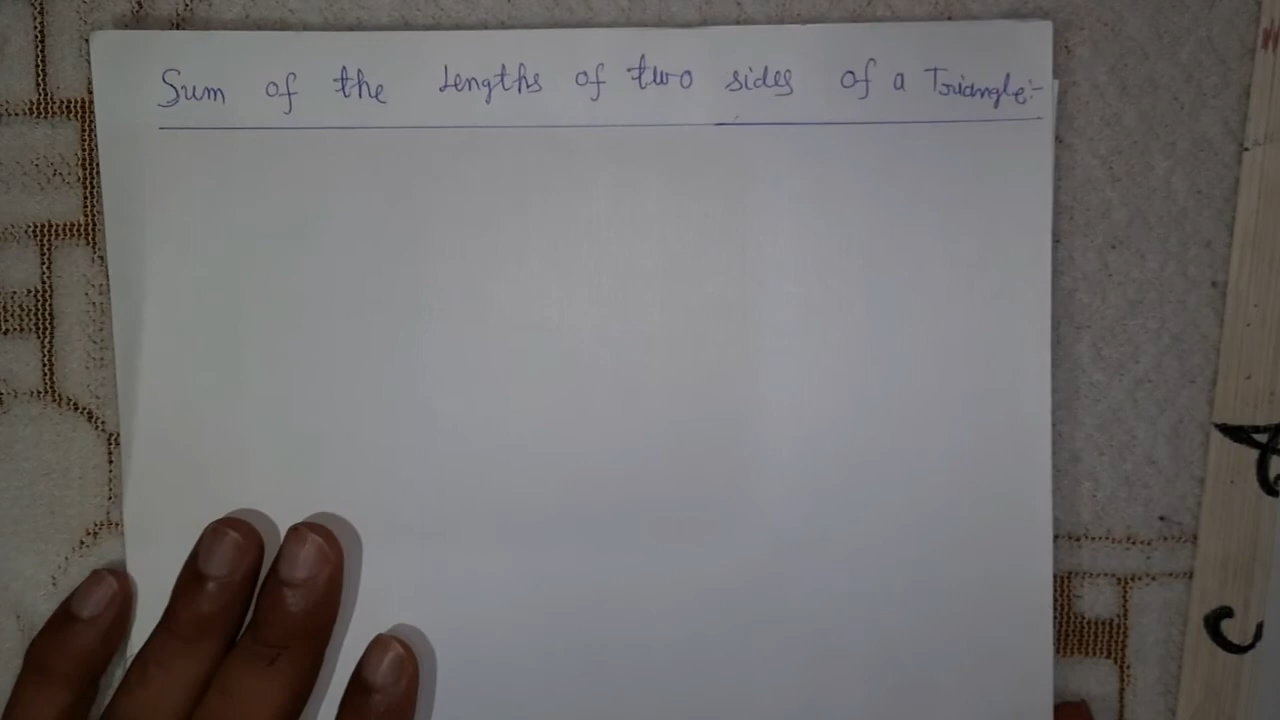 Sum of the Lengths of two sides of a Triangle:-
C